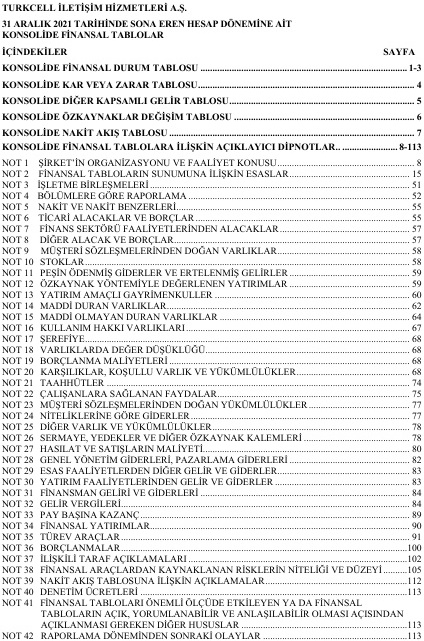 TURKCELL İLETİŞİM HİZMETLERİ A.Ş.
31 ARALIK 2021 TARİHİNDE SONA EREN HESAP DÖNEMİNE AİT
KONSOLİDE FİNANSAL TABLOLAR
İÇİNDEKİLER SAYFA
KONSOLİDE FİNANSAL DURUM TABLOSU ... 1-3
KONSOLİDE KAR VEYA ZARAR TABLOSU ... 4
KONSOLİDE DİĞER KAPSAMLI GELİR TABLOSU ... 5
KONSOLİDE ÖZKAYNAKLAR DEĞİŞİM TABLOSU ... 6
KONSOLİDE NAKİT AKIŞ TABLOSU ... 7
KONSOLİDE FİNANSAL TABLOLARA İLİŞKİN AÇIKLAYICI DİPNOTLAR ... 8-113
NOT 1 ŞİRKET'İN ORGANİZASYONU VE FAALİYET KONUSU ... 8
NOT 2 FİNANSAL TABLOLARIN SUNUMUNA İLİŞKİN ESASLAR ... 15
NOT 3 İŞLETME BİRLEŞMELERİ ... 51
NOT 4 BÖLÜMLERE GÖRE RAPORLAMA ... 52
NOT 5 NAKİT VE NAKİT BENZERLERİ ... 55
NOT 6 TİCARİ ALACAKLAR VE BORÇLAR ... 55
NOT 7 FİNANS SEKTÖRÜ FAALİYETLERİNDEN ALACAKLAR ... 57
NOT 8 DİĞER ALACAK VE BORÇLAR ... 57
NOT 9 MÜŞTERİ SÖZLEŞMELERİNDEN DOĞAN VARLIKLAR ... 58
NOT 10 STOKLAR ... 58
NOT 11 PEŞİN ÖDENMİŞ GİDERLER VE ERTELENMİŞ GELİRLER ... 59
NOT 12 ÖZKAYNAK YÖNTEMİYLE DEĞERLENEN YATIRIMLAR ... 59
NOT 13 YATIRIM AMAÇLI GAYRİMENKULLER ... 60
NOT 14 MADDİ DURAN VARLIKLAR ... 62
NOT 15 MADDİ OLMAYAN DURAN VARLIKLAR ... 64
NOT 16 KULLANIM HAKKI VARLIKLARI ... 67
NOT 17 ŞEREFİYE ... 68
NOT 18 VARLIKLARDA DEĞER DÜŞÜKLÜĞÜ ... 68
NOT 19 BORÇLANMA MALİYETLERİ ... 68
NOT 20 KARŞILIKLAR, KOŞULLU VARLIK VE YÜKÜMLÜLÜKLER ... 68
NOT 21 TAAHHÜTLER ... 74
NOT 22 ÇALIŞANLARA SAĞLANAN FAYDALAR ... 75
NOT 23 MÜŞTERİ SÖZLEŞMELERİNDEN DOĞAN YÜKÜMLÜLÜKLER ... 77
NOT 24 NİTELİKLERİNE GÖRE GİDERLER ... 77
NOT 25 DİĞER VARLIK VE YÜKÜMLÜLÜKLER ... 78
NOT 26 SERMAYE, YEDEKLER VE DİĞER ÖZKAYNAK KALEMLERİ ... 78
NOT 27 HASILAT VE SATIŞLARIN MALİYETİ ... 80
NOT 28 GENEL YÖNETİM GİDERLERİ, PAZARLAMA GİDERLERİ ... 82
NOT 29 ESAS FAALİYETLERDEN DİĞER GELİR VE GİDERLER ... 83
NOT 30 YATIRIM FAALİYETLERİNDEN GELİR VE GİDERLER ... 83
NOT 31 FİNANSMAN GELİRİ VE GİDERLERİ ... 84
NOT 32 GELİR VERGİLERİ ... 84
NOT 33 PAY BAŞINA KAZANÇ ... 89
NOT 34 FİNANSAL YATIRIMLAR ... 90
NOT 35 TÜREV ARAÇLAR ... 91
NOT 36 BORÇLANMALAR ... 100
NOT 37 İLİŞKİLİ TARAF AÇIKLAMALARI ... 102
NOT 38 FİNANSAL ARAÇLARDAN KAYNAKLANAN RİSKLERİN NİTELİĞİ VE DÜZEYİ ... 105
NOT 39 NAKİT AKIŞ TABLOSUNA İLİŞKİN AÇIKLAMALAR ... 112
NOT 40 DENETİM ÜCRETLERİ ... 113
NOT 41 FİNANSAL TABLOLARI ÖNEMLİ ÖLÇÜDE ETKİLEYEN YA DA FİNANSAL
TABLOLARIN AÇIK, YORUMLANABİLİR VE ANLAŞILABİLİR OLMASI AÇISINDAN
AÇIKLANMASI GEREKEN DİĞER HUSUSLAR ... 113
NOT 42 RAPORLAMA DÖNEMİNDEN SONRAKİ OLAYLAR ... 113